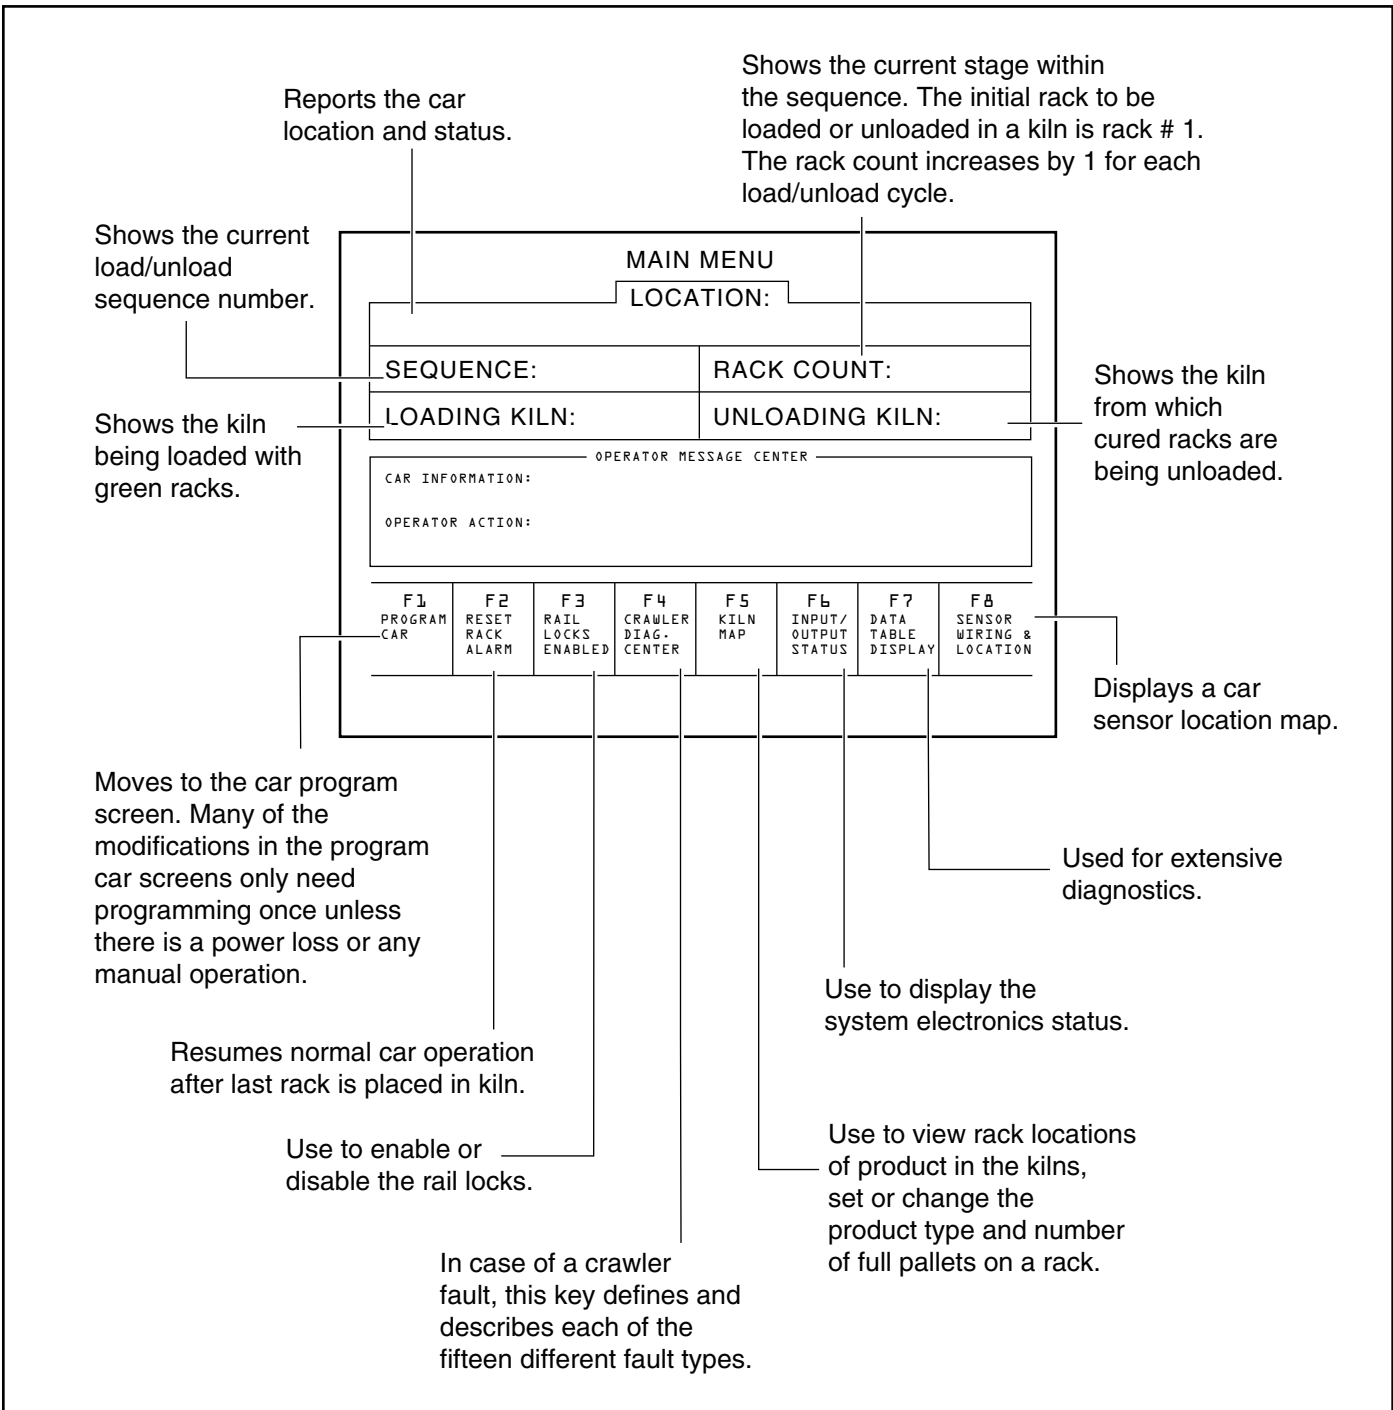 Reports the car
location and status.
Shows the current stage within
the sequence. The initial rack to be
loaded or unloaded in a kiln is rack # 1.
The rack count increases by 1 for each
load/unload cycle.
Shows the current
load/unload
sequence number.
MAIN MENU
LOCATION:
SEQUENCE:
RACK COUNT:
LOADING KILN:
UNLOADING KILN:
Shows the kiln
being loaded with
green racks.
Shows the kiln
from which
cured racks are
being unloaded.
OPERATOR MESSAGE CENTER
CAR INFORMATION:
OPERATOR ACTION:
F1
PROGRAM
CAR
F2
RESET
RACK
ALARM
F3
RAIL
LOCKS
ENABLED
F4
CRAWLER
DIAG.
CENTER
F5
KILN
MAP
F6
INPUT/
OUTPUT
STATUS
F7
DATA
TABLE
DISPLAY
F8
SENSOR
WIRING &
LOCATION
Displays a car
sensor location map.
Moves to the car program
screen. Many of the
modifications in the program
car screens only need
programming once unless
there is a power loss or any
manual operation.
Used for extensive
diagnostics.
Use to display the
system electronics status.
Resumes normal car operation
after last rack is placed in kiln.
Use to enable or
disable the rail locks.
Use to view rack locations
of product in the kilns,
set or change the
product type and number
of full pallets on a rack.
In case of a crawler
fault, this key defines and
describes each of the
fifteen different fault types.